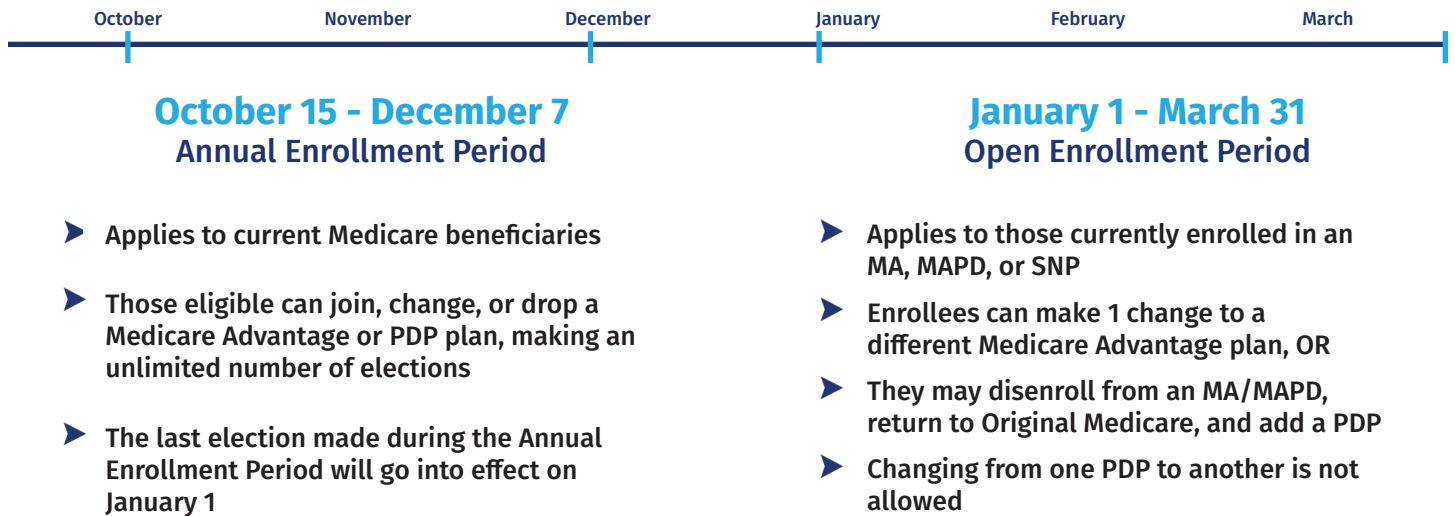 October November December January February March
October 15 - December 7
Annual Enrollment Period
➤ Applies to current Medicare beneficiaries
➤ Those eligible can join, change, or drop a
Medicare Advantage or PDP plan, making an
unlimited number of elections
➤ The last election made during the Annual
Enrollment Period will go into effect on
January 1
January 1 - March 31
Open Enrollment Period
➤ Applies to those currently enrolled in an
MA, MAPD, or SNP
➤ Enrollees can make 1 change to a
different Medicare Advantage plan, OR
➤ They may disenroll from an MA/MAPD,
return to Original Medicare, and add a PDP
➤ Changing from one PDP to another is not
allowed